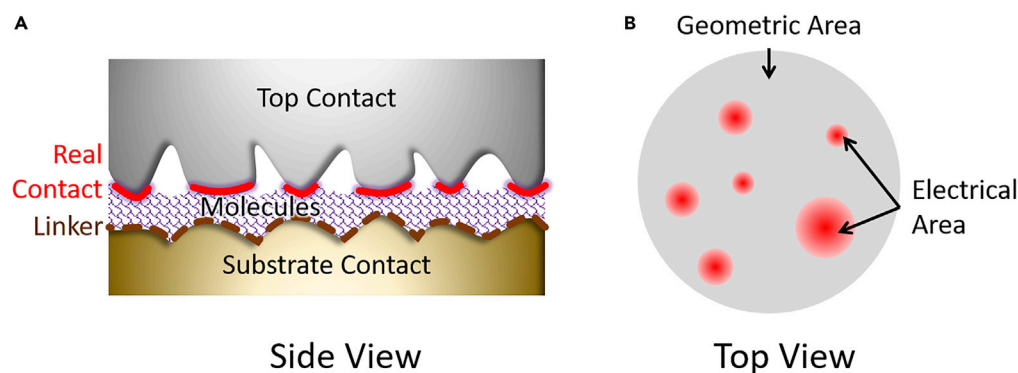 A
Top Contact
Real
Contact
Molecules
Linker
Substrate Contact
Side View
B
Geometric Area
Electrical
Area
Top View